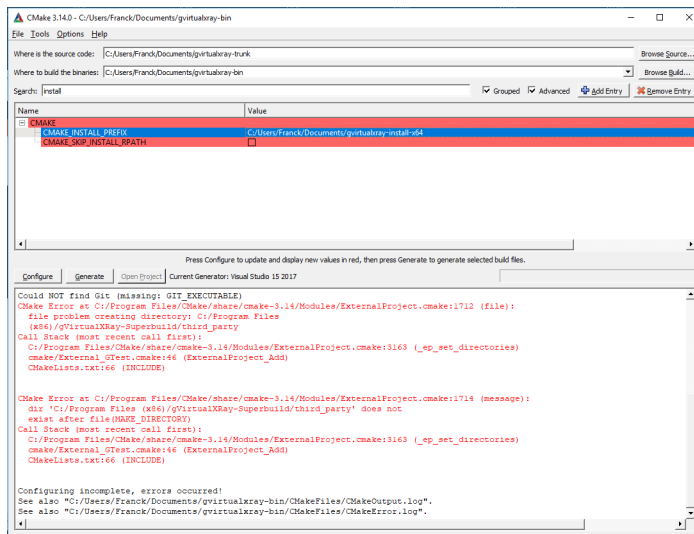 CMake 3.14.0 - C:/Users/Franck/Documents/gvirtualxray-bin
File Tools Options Help
Where is the source code: C:/Users/Franck/Documents/gvirtualxray-trunk Browse Source...
Where to build the binaries: C:/Users/Franck/Documents/gvirtualxray-bin Browse Build...
Search: install Grouped Advanced Add Entry Remove Entry
Name Value
CMAKE
CMAKE_INSTALL_PREFIX C:/Users/Franck/Documents/gvirtualxray-install-x64
CMAKE_SKIP_INSTALL_RPATH
Press Configure to update and display new values in red, then press Generate to generate selected build files.
Configure Generate Open Project Current Generator: Visual Studio 15 2017
Could NOT find Git (missing: GIT_EXECUTABLE)
CMake Error at C:/Program Files/CMake/share/cmake-3.14/Modules/ExternalProject.cmake:1712 (file):
file problem creating directory: C:/Program Files
(x86)/gVirtualXRay-Superbuild/third_party
Call Stack (most recent call first):
C:/Program Files/CMake/share/cmake-3.14/Modules/ExternalProject.cmake:3163 (_ep_set_directories)
cmake/External_GTest.cmake:46 (ExternalProject_Add)
CMakeLists.txt:66 (INCLUDE)
CMake Error at C:/Program Files/CMake/share/cmake-3.14/Modules/ExternalProject.cmake:1714 (message):
dir 'C:/Program Files (x86)/gVirtualXRay-Superbuild/third_party' does not
exist after file(MAKE_DIRECTORY)
Call Stack (most recent call first):
C:/Program Files/CMake/share/cmake-3.14/Modules/ExternalProject.cmake:3163 (_ep_set_directories)
cmake/External_GTest.cmake:46 (ExternalProject_Add)
CMakeLists.txt:66 (INCLUDE)
Configuring incomplete, errors occurred!
See also "C:/Users/Franck/Documents/gvirtualxray-bin/CMakeFiles/CMakeOutput.log".
See also "C:/Users/Franck/Documents/gvirtualxray-bin/CMakeFiles/CMakeError.log".